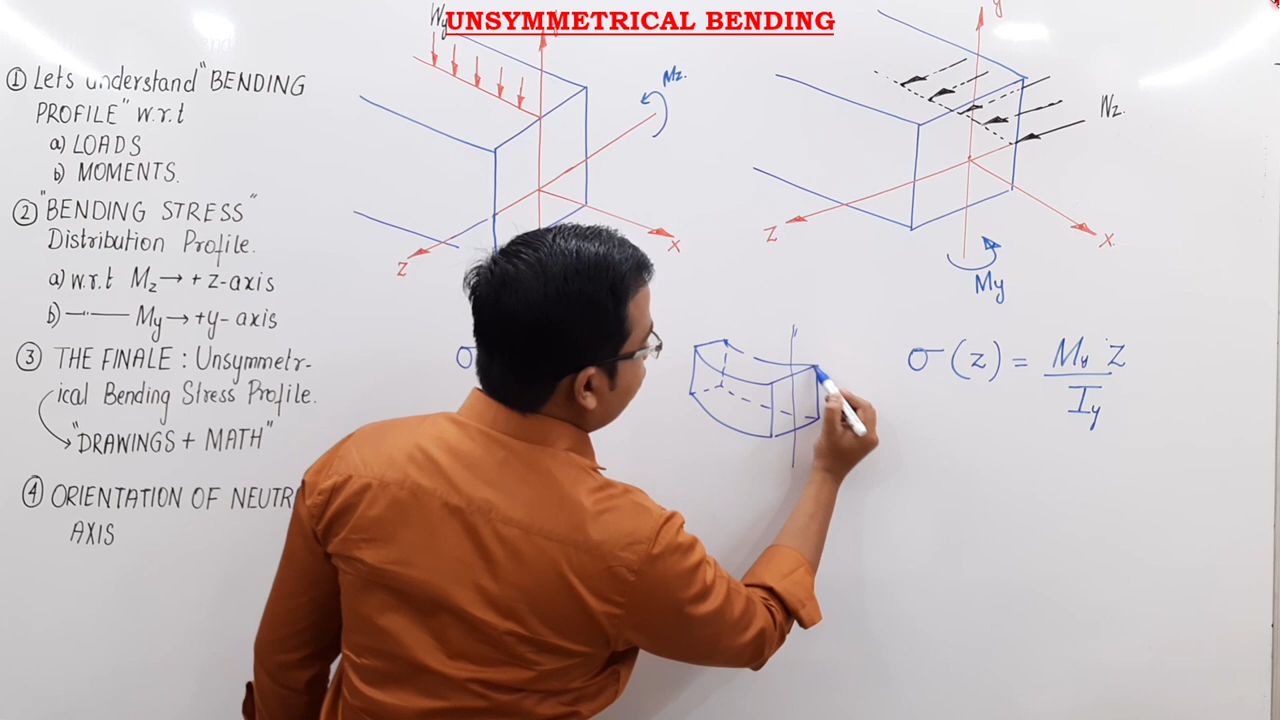 UNSYMMETRICAL BENDING
① Lets understand "BENDING
PROFILE" w.r.t
a) LOADS
b) MOMENTS.
② "BENDING STRESS"
Distribution Profile.
a) w.r.t Mz → + z-axis
b) —〃— My → +y-axis
③ THE FINALE : Unsymmetr-
ical Bending Stress Profile.
"DRAWINGS + MATH"
④ ORIENTATION OF NEUTR
AXIS
Wy
y
Mz.
x
z
σ
y
Wz.
z
x.
My
σ(z) = My z
Iy